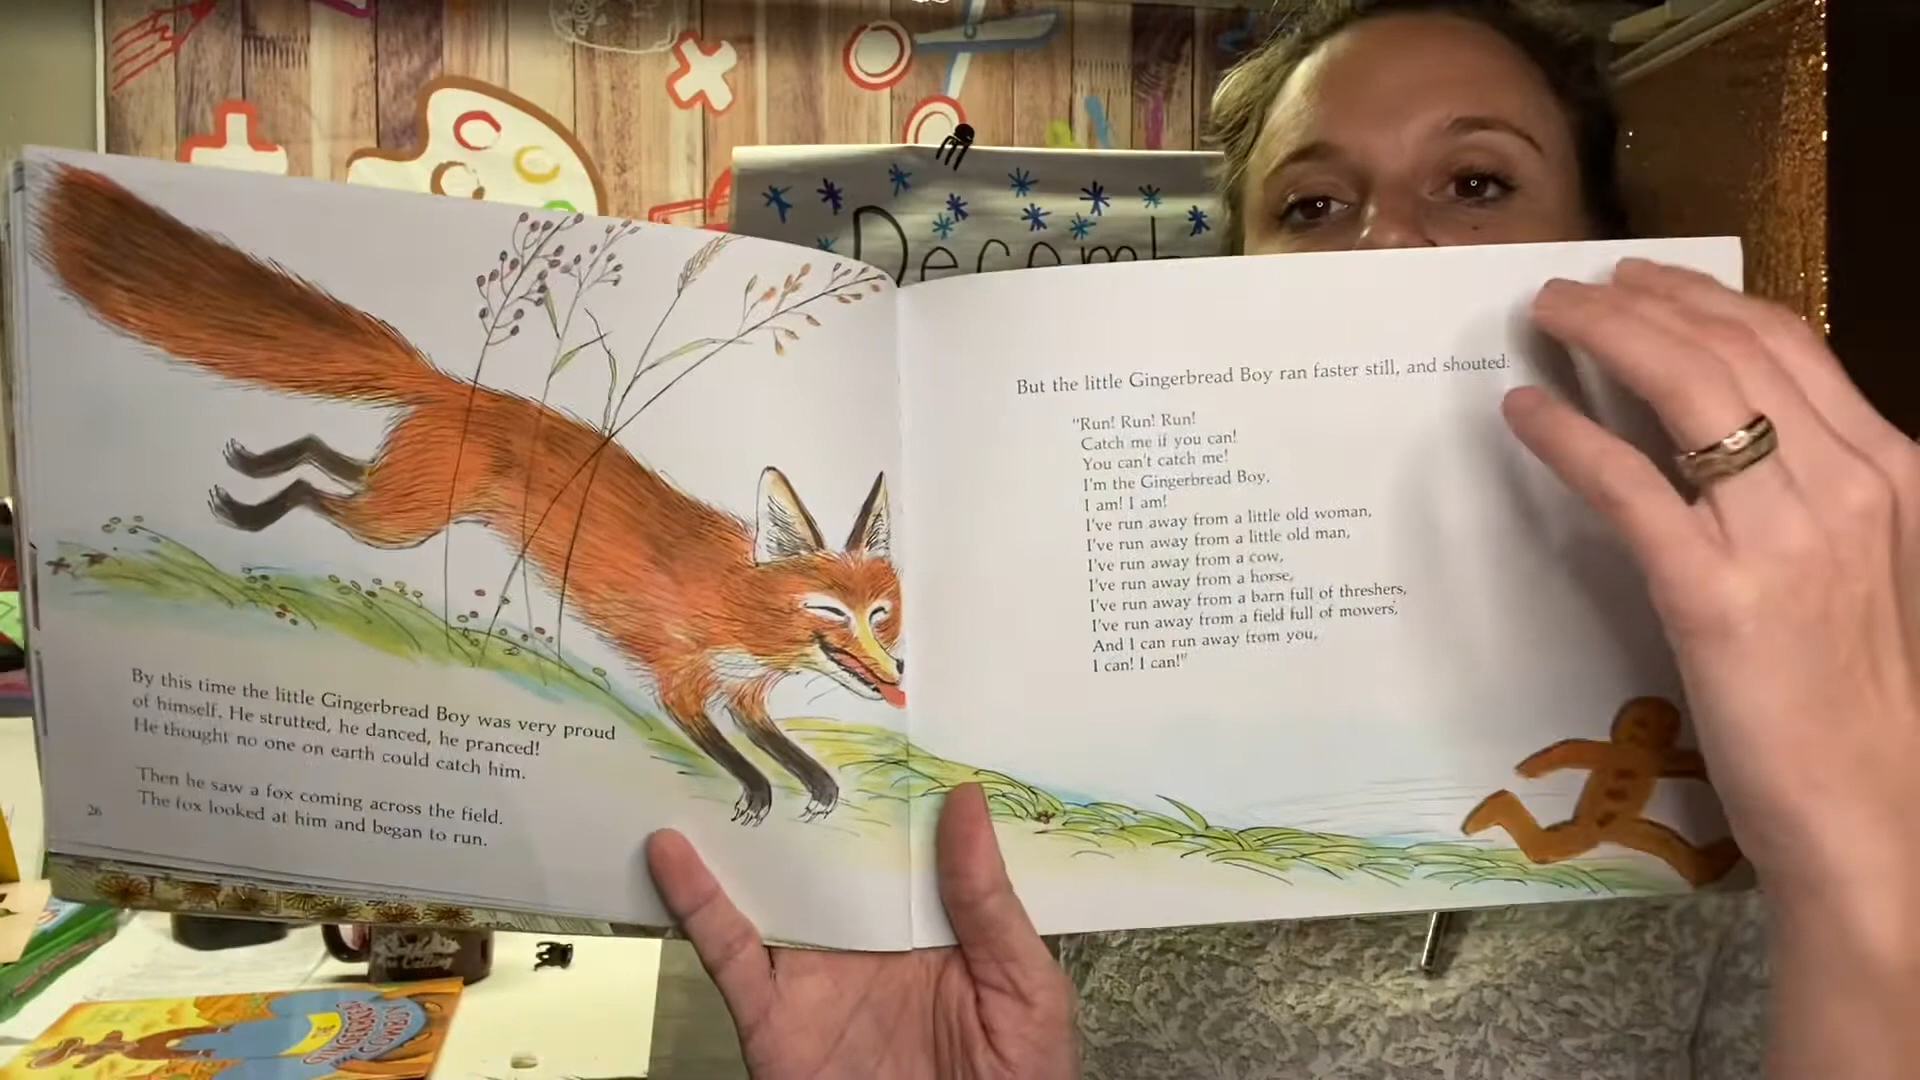 Decemb
By this time the little Gingerbread Boy was very proud
of himself. He strutted, he danced, he pranced!
He thought no one on earth could catch him.
Then he saw a fox coming across the field.
The fox looked at him and began to run.
26
But the little Gingerbread Boy ran faster still, and shouted:
"Run! Run! Run!
Catch me if you can!
You can't catch me!
I'm the Gingerbread Boy,
I am! I am!
I've run away from a little old woman,
I've run away from a little old man,
I've run away from a cow,
I've run away from a horse,
I've run away from a barn full of threshers,
I've run away from a field full of mowers,
And I can run away from you,
I can! I can!"
GINGERBREAD
COWBOY